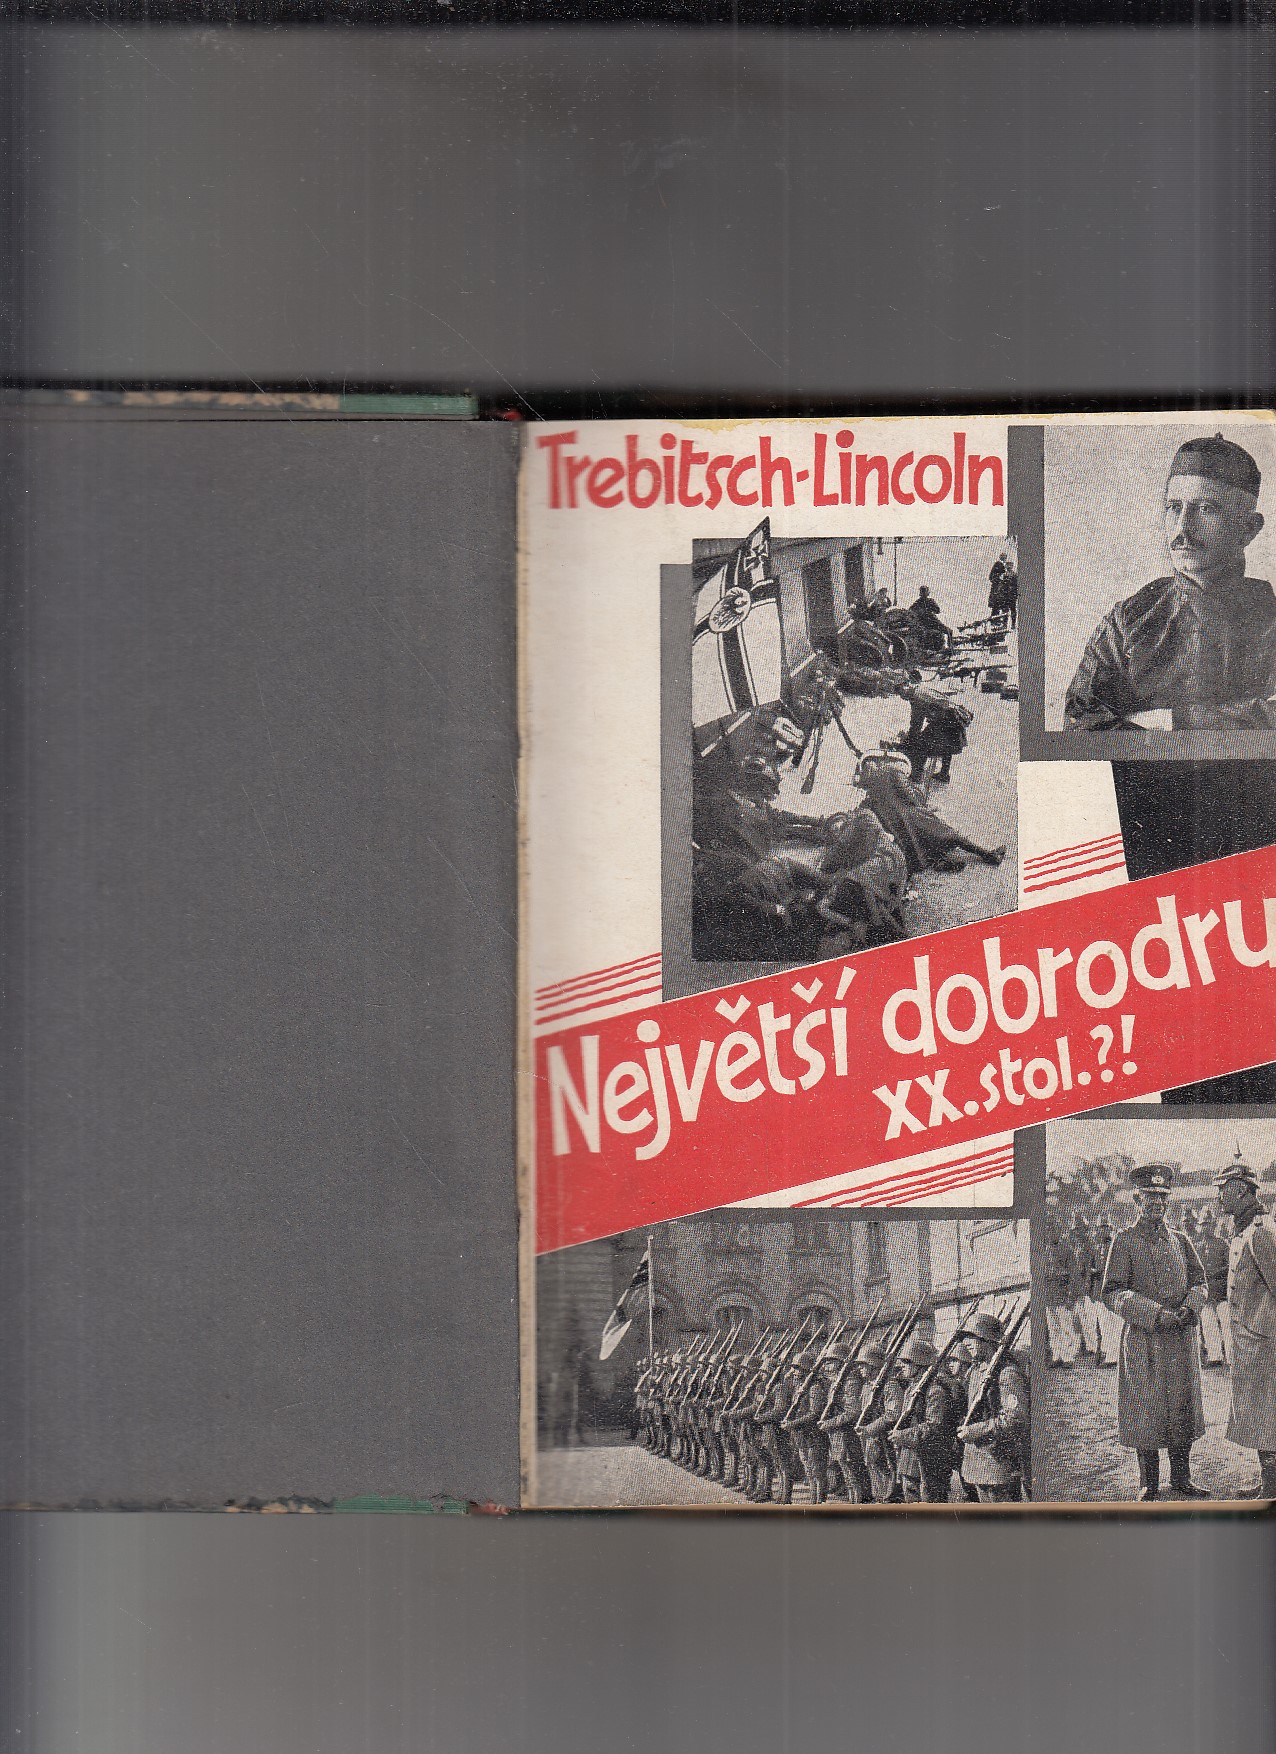 Trebitsch-Lincoln
Největší dobrodru
XX. stol.?!